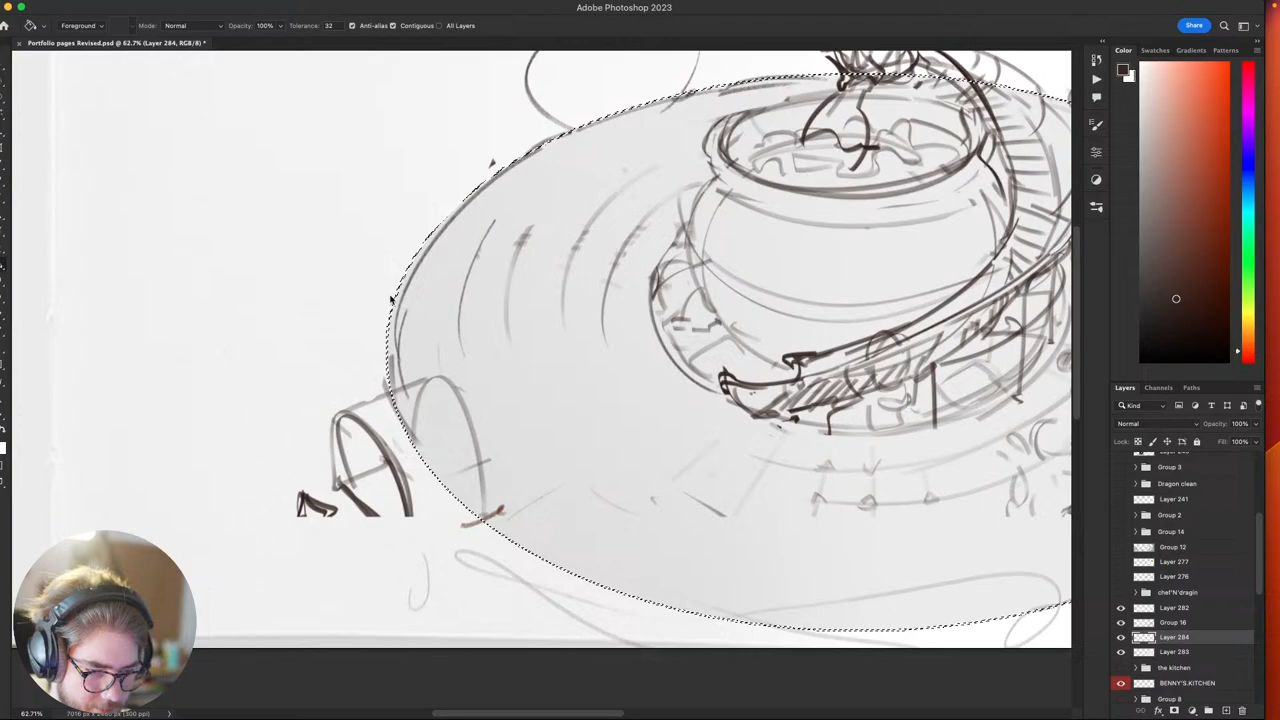 Adobe Photoshop 2023
Foreground
Mode: Normal
Opacity: 100%
Tolerance: 32
Anti-alias
Contiguous
All Layers
Share
× Portfolio pages Revised.psd @ 62.7% (Layer 284, RGB/8) *
Color Swatches Gradients Patterns
Layers Channels Paths
Kind
Normal Opacity: 100%
Lock: Fill: 100%
Group 3
Dragon clean
Layer 241
Group 2
Group 14
Group 12
Layer 277
Layer 276
chef'N'dragin
Layer 282
Group 16
Layer 284
Layer 283
the kitchen
BENNY'S.KITCHEN
Group 8
62.71%